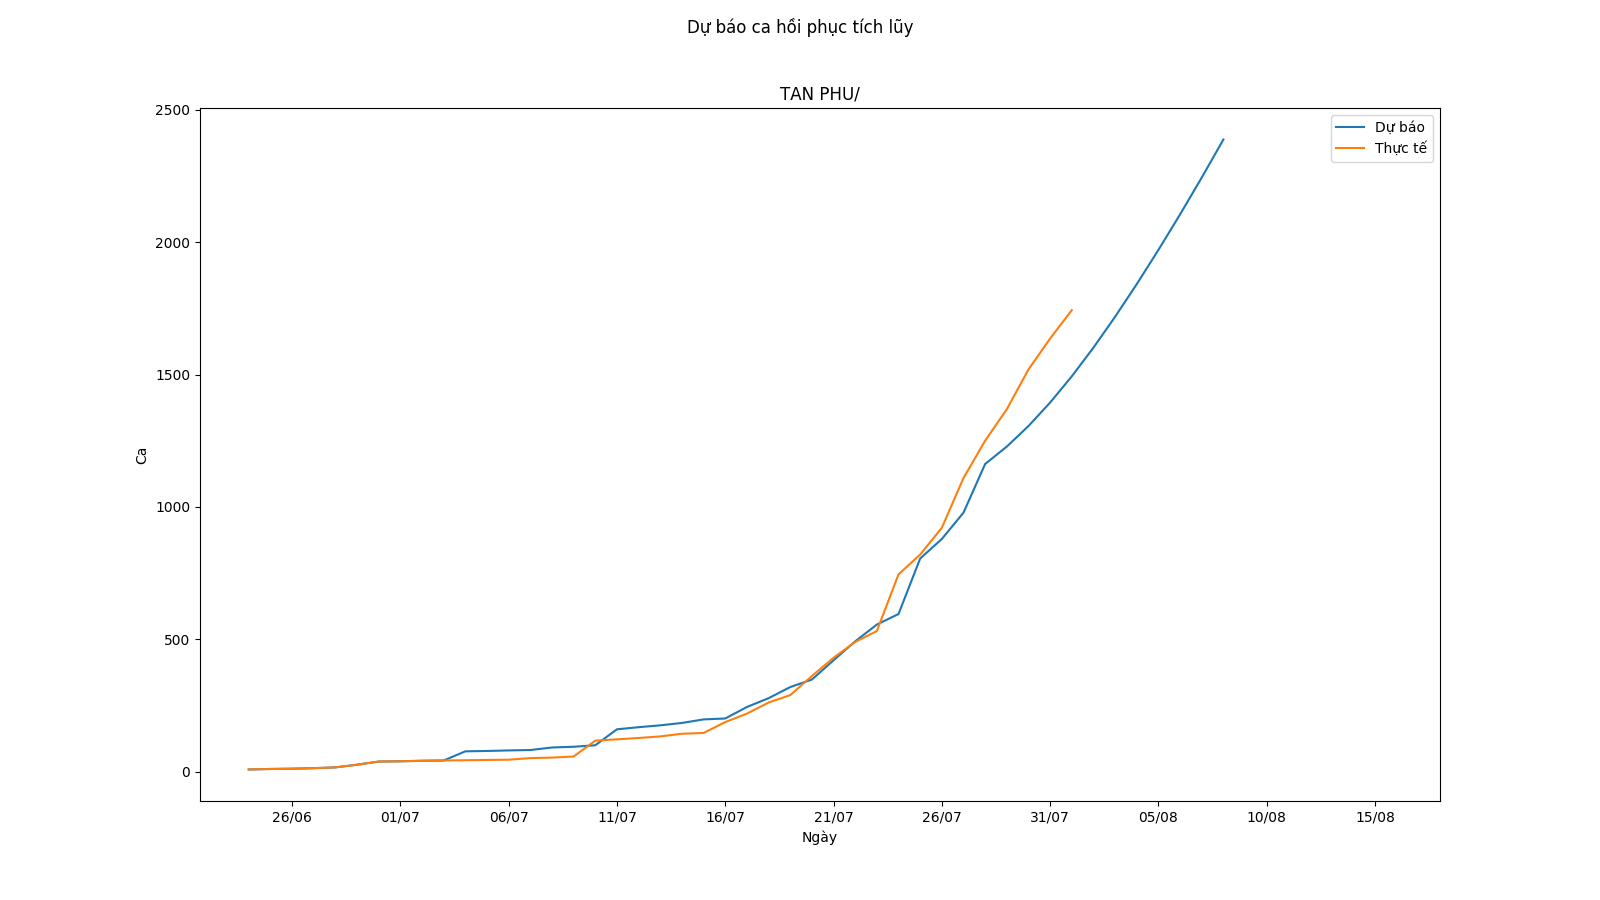 Dự báo ca hồi phục tích lũy
TAN PHU/
Dự báo
Thực tế
Ca
2500
2000
1500
1000
500
0
26/06
01/07
06/07
11/07
16/07
21/07
26/07
31/07
05/08
10/08
15/08
Ngày